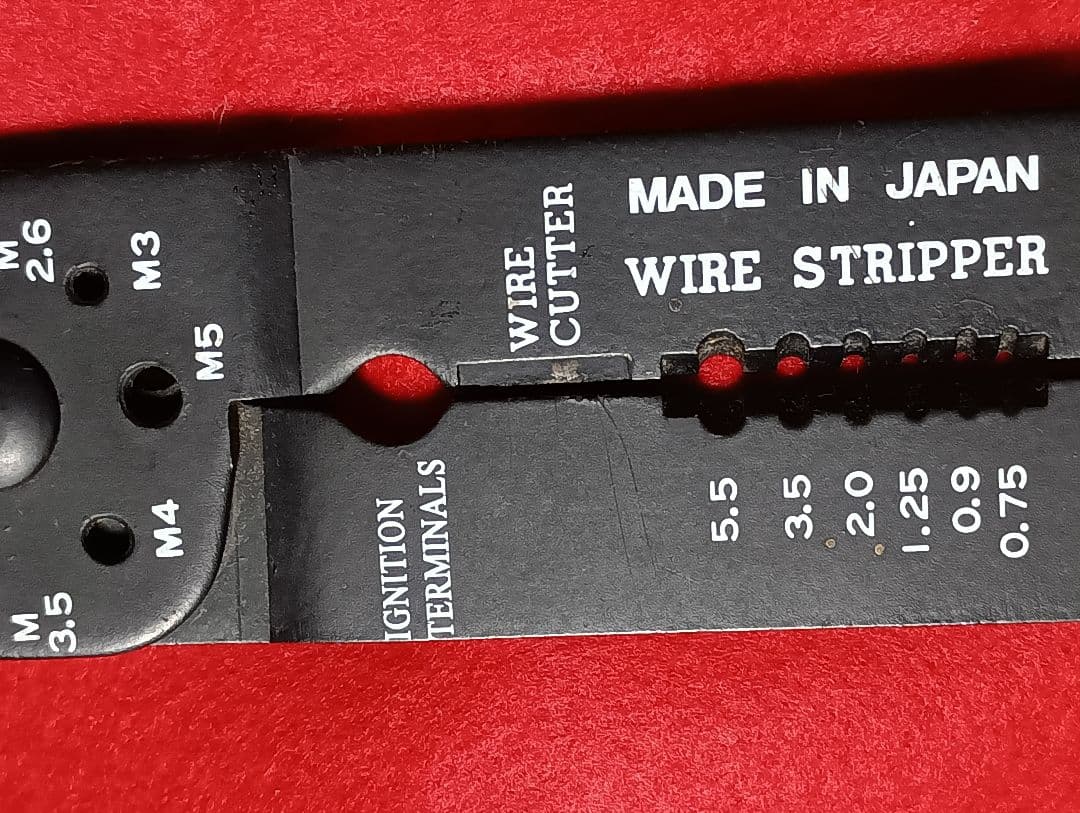 MADE IN JAPAN
WIRE STRIPPER
WIRE
CUTTER
M
2.6
M3
M5
M4
M
3.5
IGNITION
TERMINALS
5.5
3.5
2.0
1.25
0.9
0.75